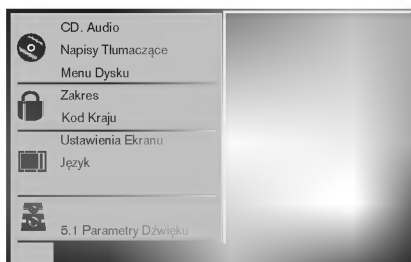 CD. Audio
Napisy Tłumaczące
Menu Dysku
Zakres
Kod Kraju
Ustawienia Ekranu
Język
5.1 Parametry Dźwięku